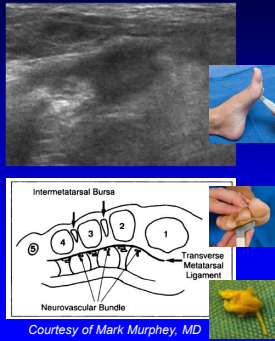 Intermetatarsal Bursa
1
2
3
4
5
Transverse
Metatarsal
Ligament
Neurovascular Bundle
Courtesy of Mark Murphey, MD